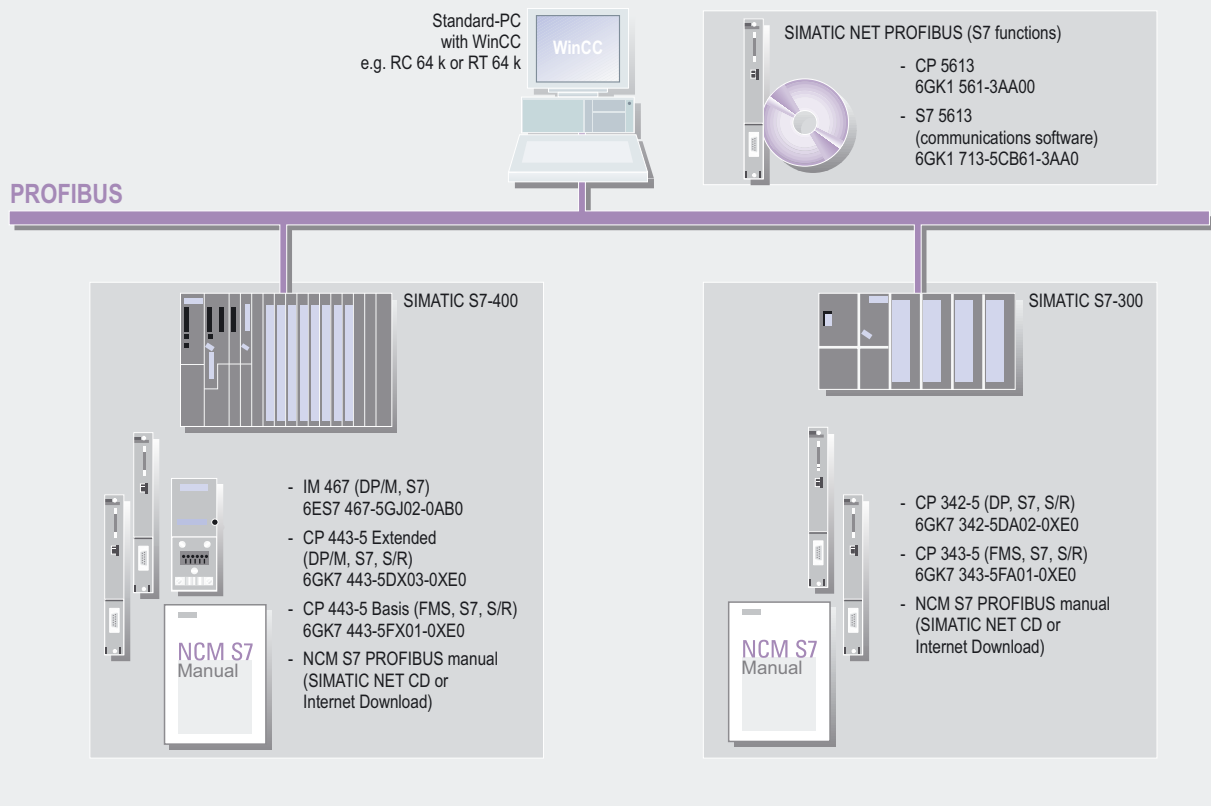 Standard-PC
with WinCC
e.g. RC 64 k or RT 64 k
WinCC
SIMATIC NET PROFIBUS (S7 functions)
- CP 5613
6GK1 561-3AA00
- S7 5613
(communications software)
6GK1 713-5CB61-3AA0
PROFIBUS
SIMATIC S7-400
- IM 467 (DP/M, S7)
6ES7 467-5GJ02-0AB0
- CP 443-5 Extended
(DP/M, S7, S/R)
6GK7 443-5DX03-0XE0
- CP 443-5 Basis (FMS, S7, S/R)
6GK7 443-5FX01-0XE0
- NCM S7 PROFIBUS manual
(SIMATIC NET CD or
Internet Download)
NCM S7
Manual
SIMATIC S7-300
- CP 342-5 (DP, S7, S/R)
6GK7 342-5DA02-0XE0
- CP 343-5 (FMS, S7, S/R)
6GK7 343-5FA01-0XE0
- NCM S7 PROFIBUS manual
(SIMATIC NET CD or
Internet Download)
NCM S7
Manual